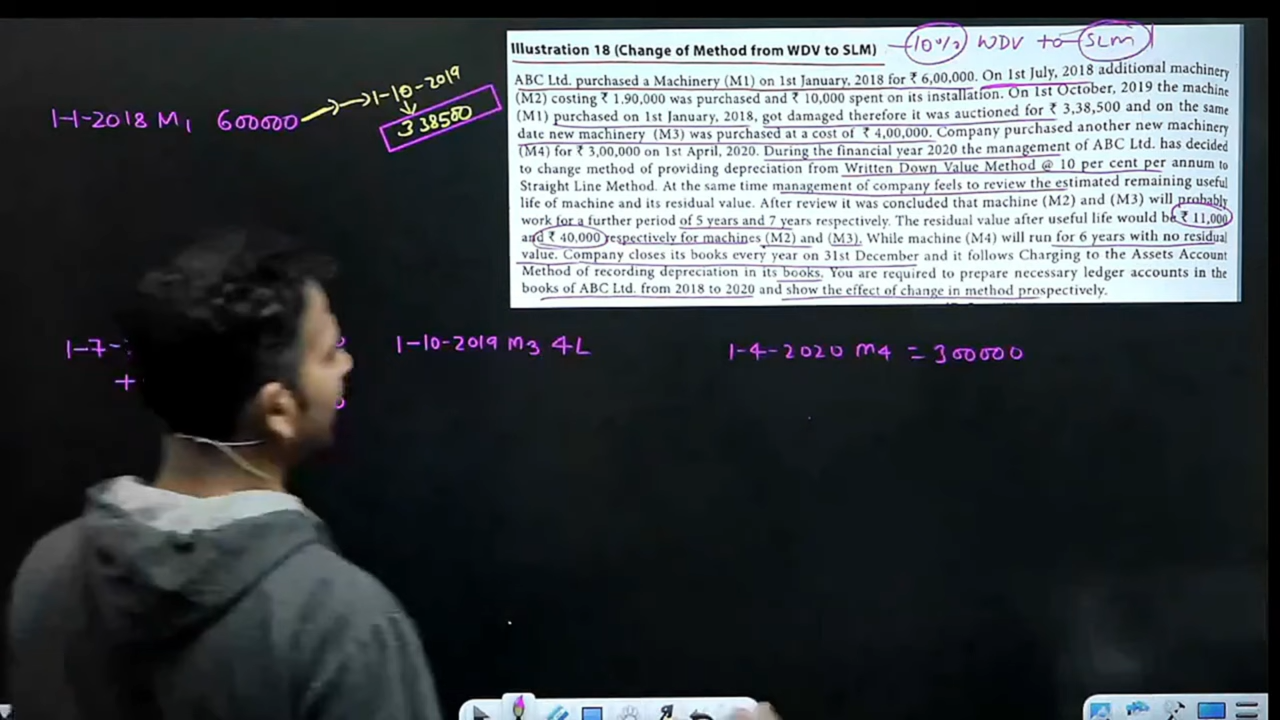 Illustration 18 (Change of Method from WDV to SLM) 10% WDV to SLM
ABC Ltd. purchased a Machinery (M1) on 1st January, 2018 for ₹ 6,00,000. On 1st July, 2018 additional machinery
(M2) costing ₹ 1,90,000 was purchased and ₹ 10,000 spent on its installation. On 1st October, 2019 the machine
(M1) purchased on 1st January, 2018, got damaged therefore it was auctioned for ₹ 3,38,500 and on the same
date new machinery (M3) was purchased at a cost of ₹ 4,00,000. Company purchased another new machinery
(M4) for ₹ 3,00,000 on 1st April, 2020. During the financial year 2020 the management of ABC Ltd. has decided
to change method of providing depreciation from Written Down Value Method @ 10 per cent per annum to
Straight Line Method. At the same time management of company feels to review the estimated remaining useful
life of machine and its residual value. After review it was concluded that machine (M2) and (M3) will probably
work for a further period of 5 years and 7 years respectively. The residual value after useful life would be ₹ 11,000
and ₹ 40,000 respectively for machines (M2) and (M3). While machine (M4) will run for 6 years with no residual
value. Company closes its books every year on 31st December and it follows Charging to the Assets Account
Method of recording depreciation in its books. You are required to prepare necessary ledger accounts in the
books of ABC Ltd. from 2018 to 2020 and show the effect of change in method prospectively.
1-1-2018 M1 600000
1-10-2019
338500
1-7-
+
1-10-2019 M3 4L
1-4-2020 M4 = 300000